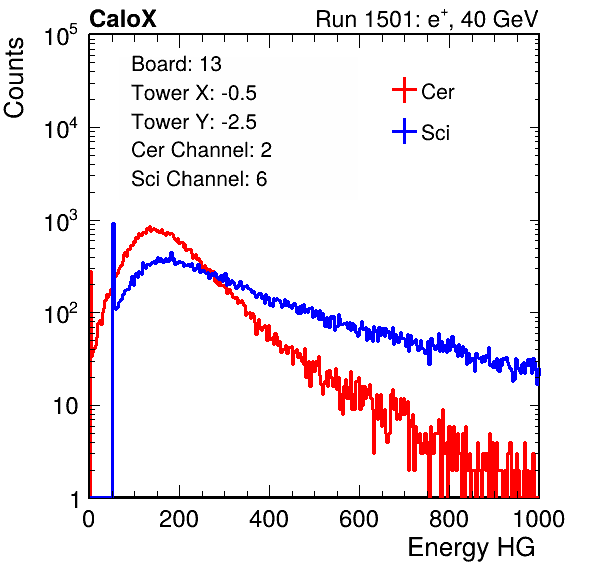 CaloX Run 1501: e⁺, 40 GeV
Counts
Board: 13
Tower X: -0.5
Tower Y: -2.5
Cer Channel: 2
Sci Channel: 6
Cer
Sci
10⁵
10⁴
10³
10²
10
1
0 200 400 600 800 1000
Energy HG